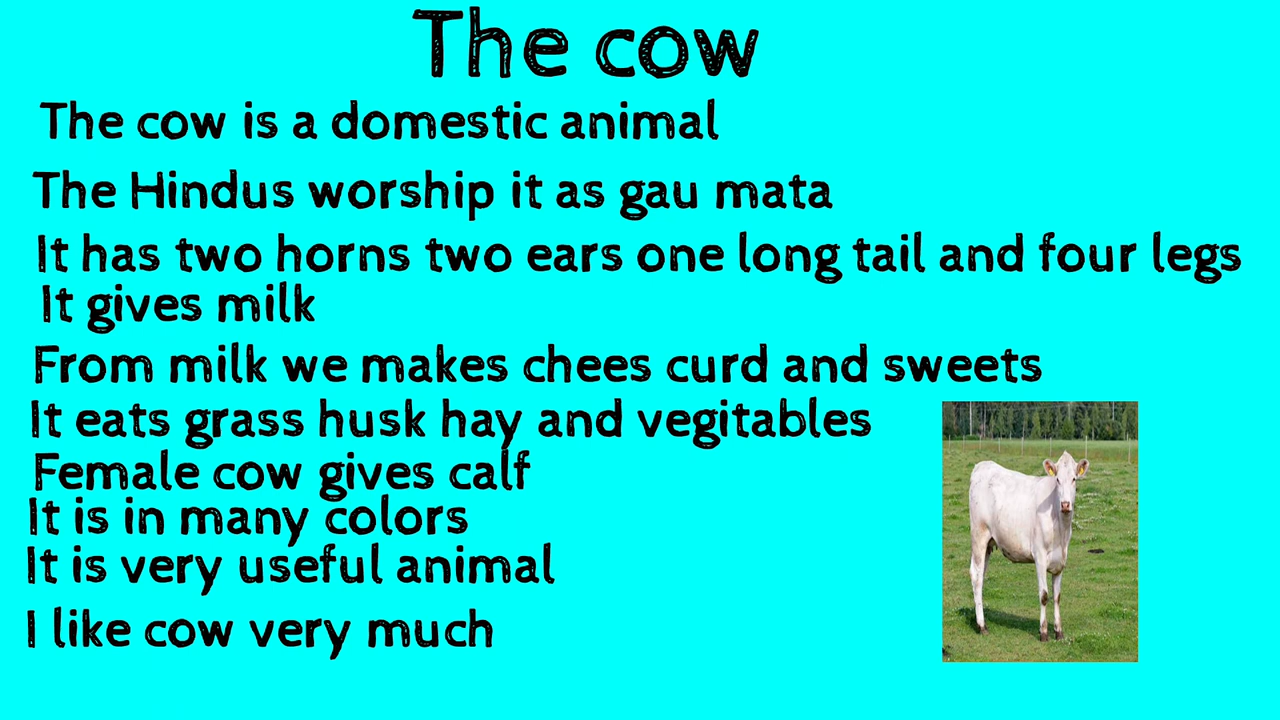 The cow
The cow is a domestic animal
The Hindus worship it as gau mata
It has two horns two ears one long tail and four legs
It gives milk
From milk we makes chees curd and sweets
It eats grass husk hay and vegitables
Female cow gives calf
It is in many colors
It is very useful animal
I like cow very much